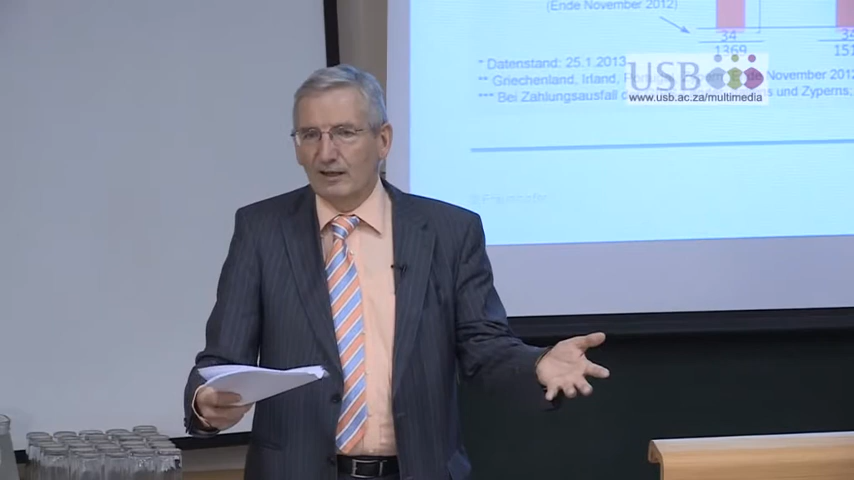 (Ende November 2012)
34
1369
34
151
* Datenstand: 25.1.2013
** Griechenland, Irland,
November 2012
*** Bei Zahlungsausfall
und Zyperns;
USB
www.usb.ac.za/multimedia